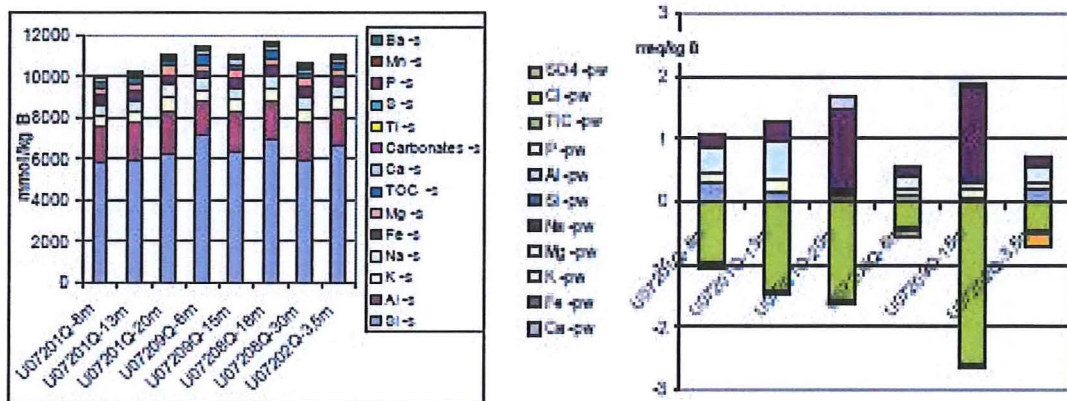 12000
10000
8000
6000
4000
2000
0
mmol/kg B
U07201Q-8m
U07201Q-13m
U07201Q-20m
U07209Q-6m
U07209Q-15m
U07208Q-18m
U07208Q-30m
U07202Q-3,5m
Ba -s
Mn -s
P -s
S -s
Ti -s
Carbonates -s
Ca -s
TOC -s
Mg -s
Fe -s
Na -s
K -s
Al -s
Si -s
SO4 -pw
Cl -pw
TIC -pw
P -pw
Al -pw
Si -pw
Na -pw
Mg -pw
K -pw
Fe -pw
Ca -pw
3
meq/kg B
2
1
0
-2
-3